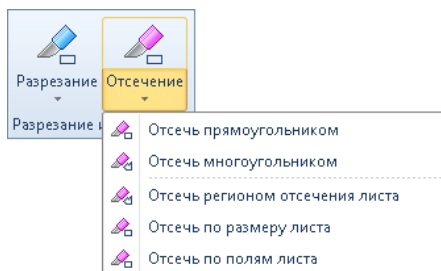 Разрезание Отсечение
Разрезание
Отсечь прямоугольником
Отсечь многоугольником
Отсечь регионом отсечения листа
Отсечь по размеру листа
Отсечь по полям листа